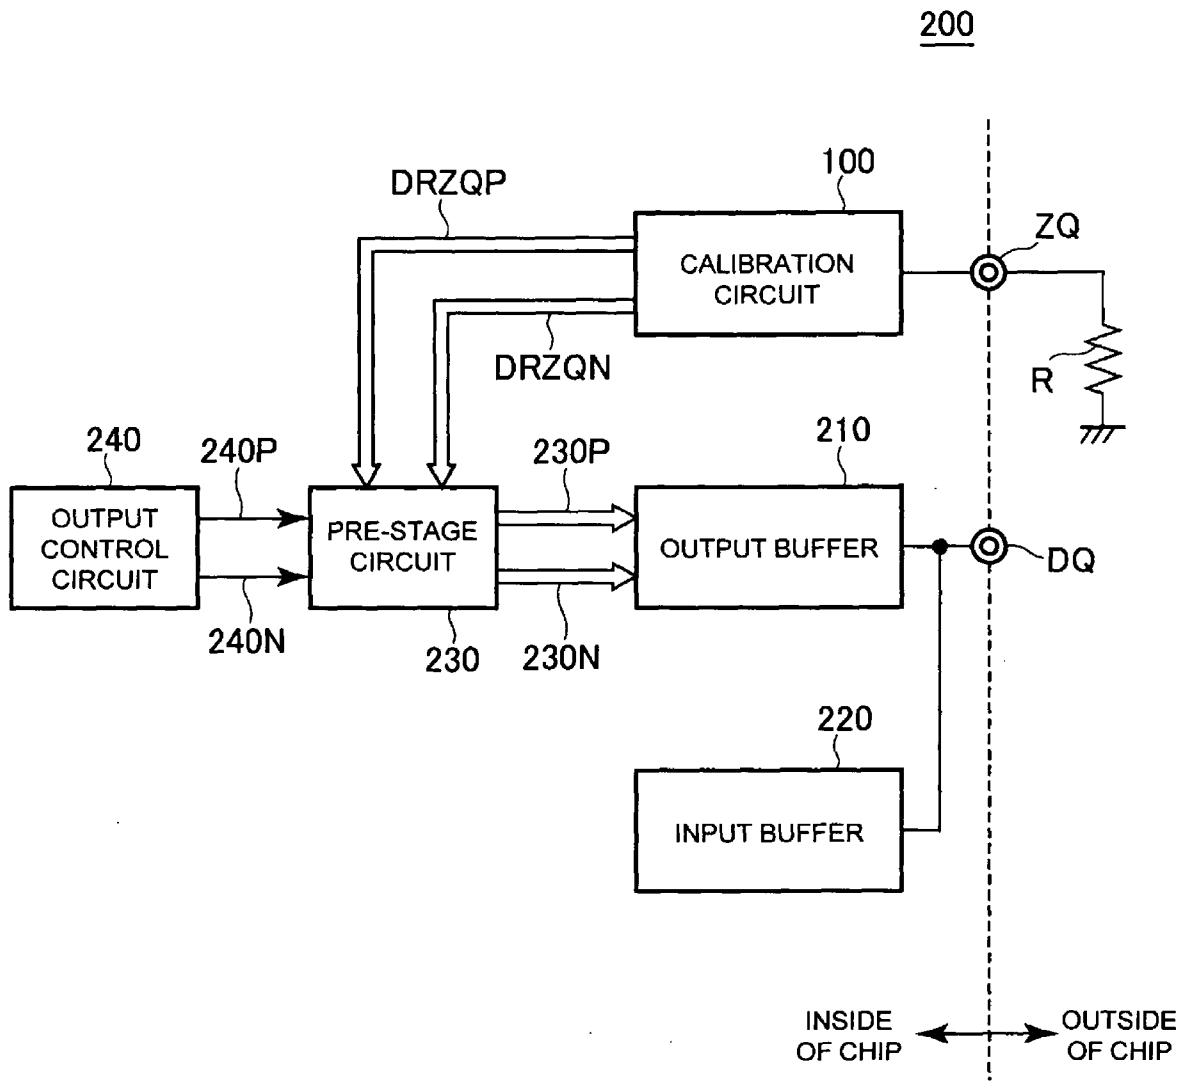 200
100
DRZQP
ZQ
CALIBRATION
CIRCUIT
DRZQN
R
240
240P
230P
210
OUTPUT
CONTROL
CIRCUIT
PRE-STAGE
CIRCUIT
OUTPUT BUFFER
DQ
240N
230
230N
220
INPUT BUFFER
INSIDE
OF CHIP
OUTSIDE
OF CHIP